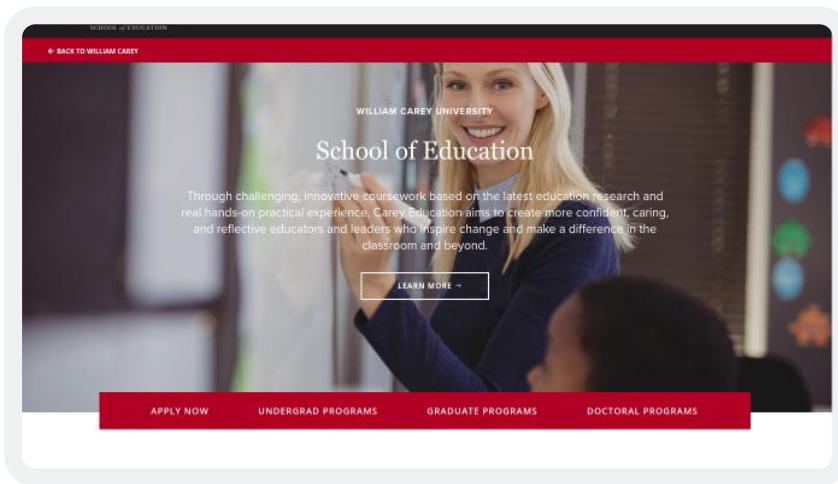 SCHOOL of EDUCATION
← BACK TO WILLIAM CAREY
WILLIAM CAREY UNIVERSITY
School of Education
Through challenging, innovative coursework based on the latest education research and
real hands-on practical experience, Carey Education aims to create more confident, caring,
and reflective educators and leaders who inspire change and make a difference in the
classroom and beyond.
LEARN MORE →
APPLY NOW UNDERGRAD PROGRAMS GRADUATE PROGRAMS DOCTORAL PROGRAMS